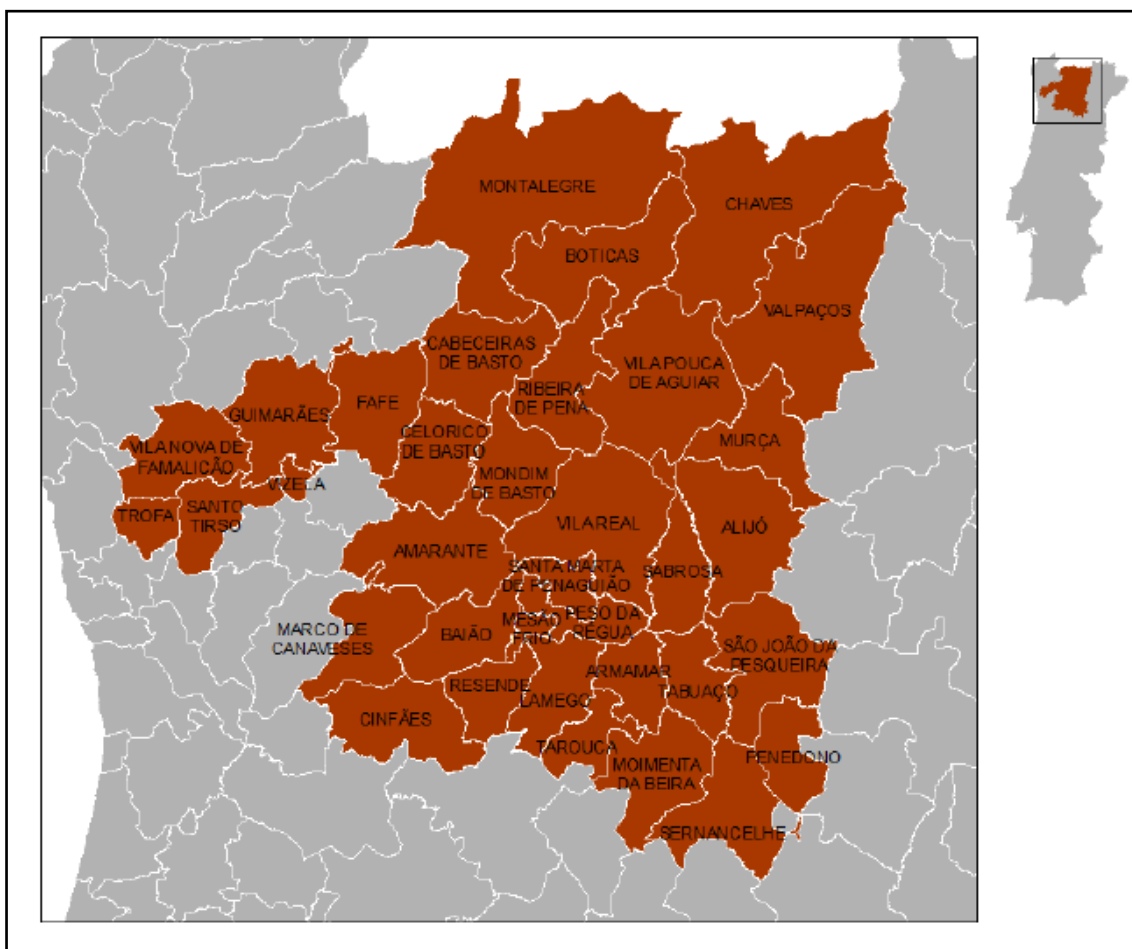 MONTALEGRE
CHAVES
BOTICAS
VALPAÇOS
CABECEIRAS
DE BASTO
VILA POUCA
DE AGUIAR
RIBEIRA
DE PENA
FAFE
GUIMARÃES
CELORICO
DE BASTO
MURÇA
VILA NOVA DE
FAMALICÃO
MONDIM
DE BASTO
VIZELA
SANTO
TIRSO
TROFA
VILA REAL
ALIJÓ
AMARANTE
SANTA MARTA
DE PENAGUIÃO
SABROSA
MESÃO
FRIO
PESO DA
RÉGUA
MARCO DE
CANAVESES
BAIÃO
SÃO JOÃO DA
PESQUEIRA
ARMAMAR
RESENDE
LAMEGO
TABUAÇO
CINFÃES
TAROUCA
MOIMENTA
DA BEIRA
PENEDONO
SERNANCELHE